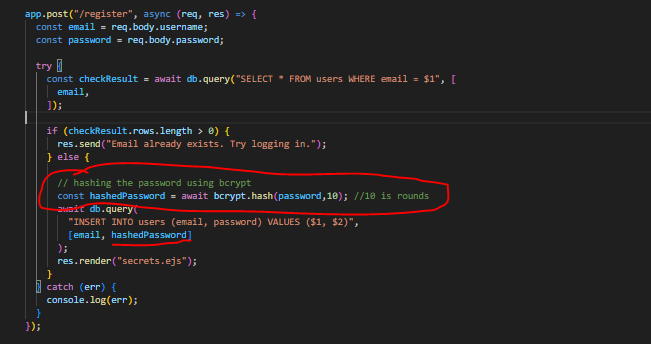 app.post("/register", async (req, res) => {
const email = req.body.username;
const password = req.body.password;
try {
const checkResult = await db.query("SELECT * FROM users WHERE email = $1", [
email,
]);
if (checkResult.rows.length > 0) {
res.send("Email already exists. Try logging in.");
} else {
// hashing the password using bcrypt
const hashedPassword = await bcrypt.hash(password,10); //10 is rounds
await db.query(
"INSERT INTO users (email, password) VALUES ($1, $2)",
[email, hashedPassword]
);
res.render("secrets.ejs");
}
} catch (err) {
console.log(err);
}
});